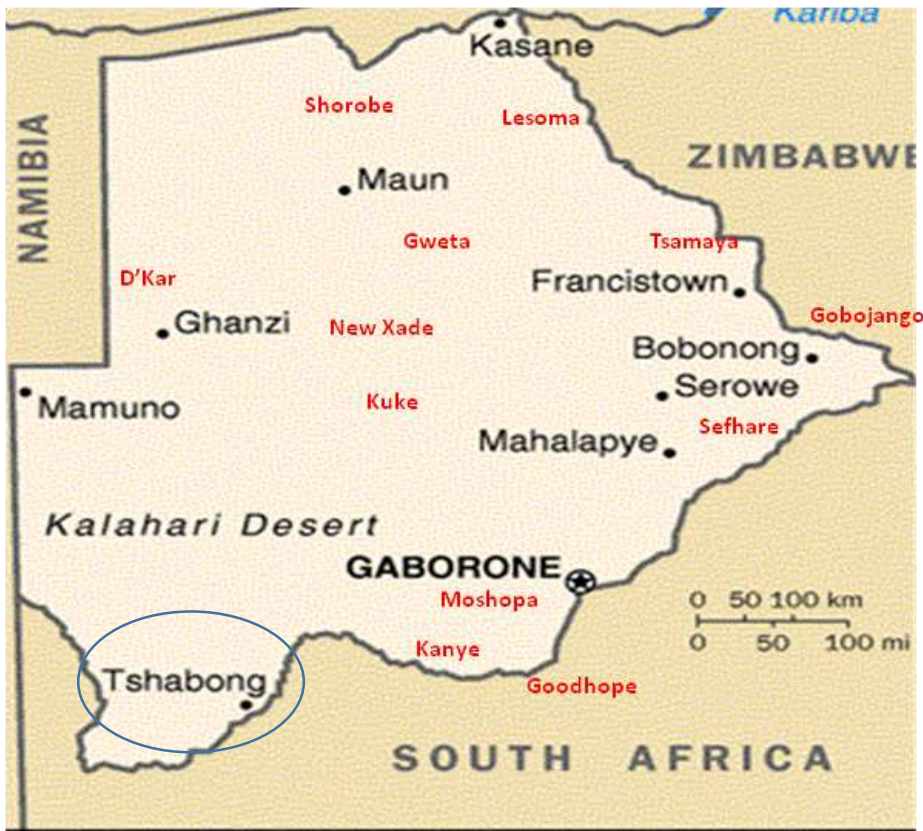 Kariba
Kasane
Shorobe
Lesoma
NAMIBIA
ZIMBABWE
Maun
Gweta
Tsamaya
D'Kar
Francistown
Ghanzi
New Xade
Gobojango
Bobonong
Serowe
Mamuno
Kuke
Sefhare
Mahalapye
Kalahari Desert
GABORONE
Moshopa
0 50 100 km
0 50 100 mi
Kanye
Tshabong
Goodhope
SOUTH AFRICA